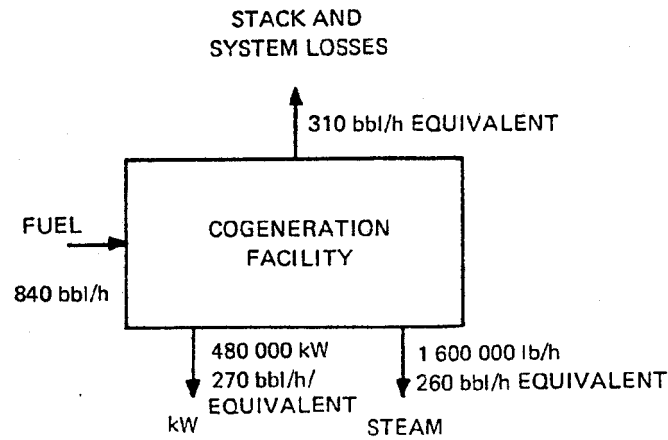 STACK AND
SYSTEM LOSSES
310 bbl/h EQUIVALENT
FUEL
840 bbl/h
COGENERATION
FACILITY
480 000 kW
270 bbl/h/
EQUIVALENT
kW
1 600 000 lb/h
260 bbl/h EQUIVALENT
STEAM